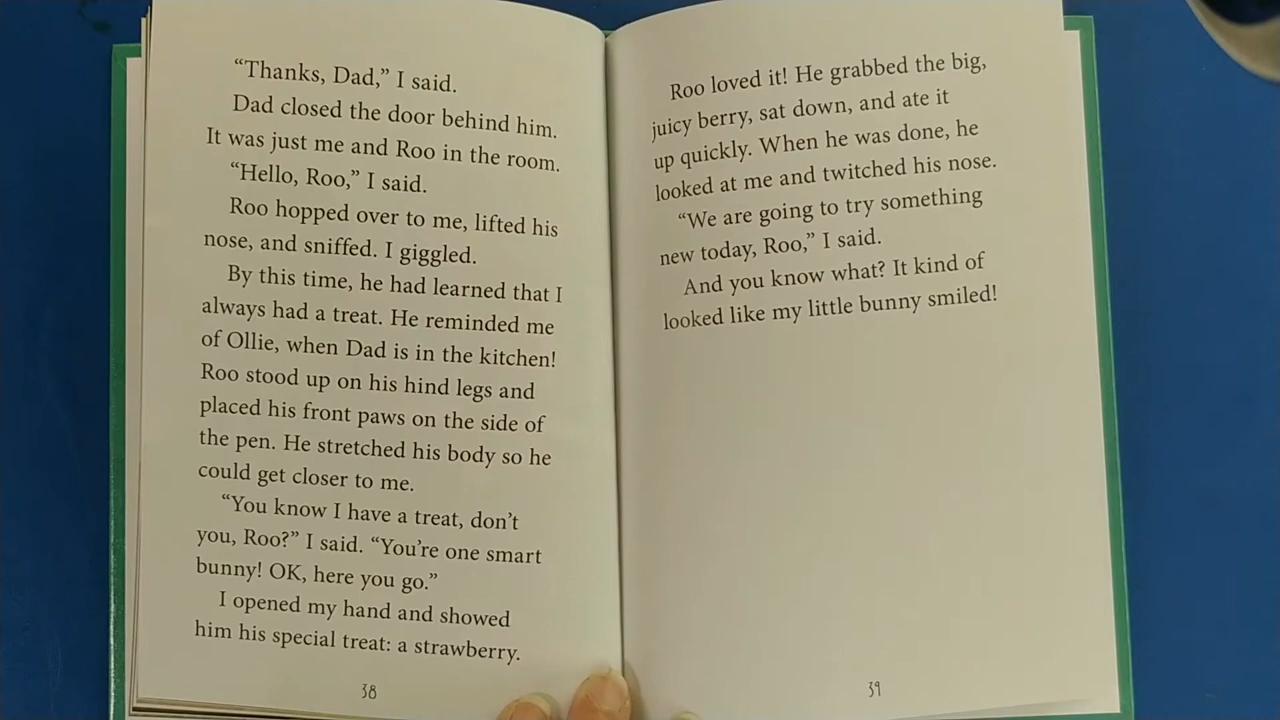 “Thanks, Dad,” I said.
Dad closed the door behind him.
It was just me and Roo in the room.
“Hello, Roo,” I said.
Roo hopped over to me, lifted his
nose, and sniffed. I giggled.
By this time, he had learned that I
always had a treat. He reminded me
of Ollie, when Dad is in the kitchen!
Roo stood up on his hind legs and
placed his front paws on the side of
the pen. He stretched his body so he
could get closer to me.
“You know I have a treat, don’t
you, Roo?” I said. “You’re one smart
bunny! OK, here you go.”
I opened my hand and showed
him his special treat: a strawberry.
38
Roo loved it! He grabbed the big,
juicy berry, sat down, and ate it
up quickly. When he was done, he
looked at me and twitched his nose.
“We are going to try something
new today, Roo,” I said.
And you know what? It kind of
looked like my little bunny smiled!
39